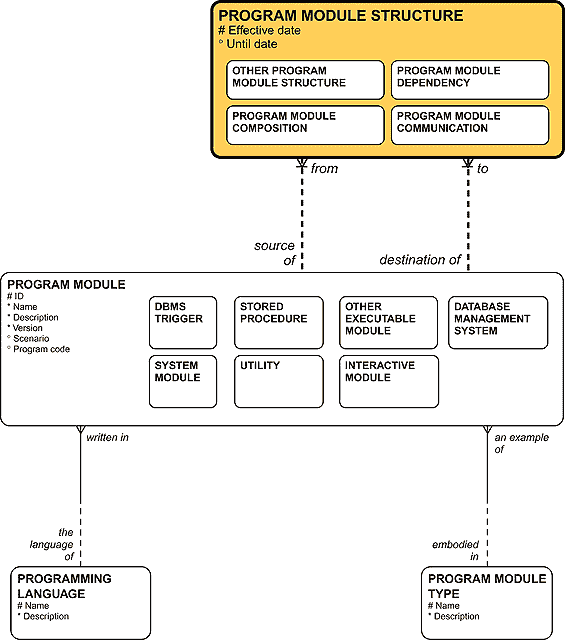 PROGRAM MODULE STRUCTURE
# Effective date
° Until date
OTHER PROGRAM
MODULE STRUCTURE
PROGRAM MODULE
DEPENDENCY
PROGRAM MODULE
COMPOSITION
PROGRAM MODULE
COMMUNICATION
from
to
source
of
destination of
PROGRAM MODULE
# ID
* Name
* Description
* Version
° Scenario
° Program code
DBMS
TRIGGER
STORED
PROCEDURE
OTHER
EXECUTABLE
MODULE
DATABASE
MANAGEMENT
SYSTEM
SYSTEM
MODULE
UTILITY
INTERACTIVE
MODULE
written in
an example
of
the
language
of
embodied
in
PROGRAMMING
LANGUAGE
# Name
* Description
PROGRAM MODULE
TYPE
# Name
* Description